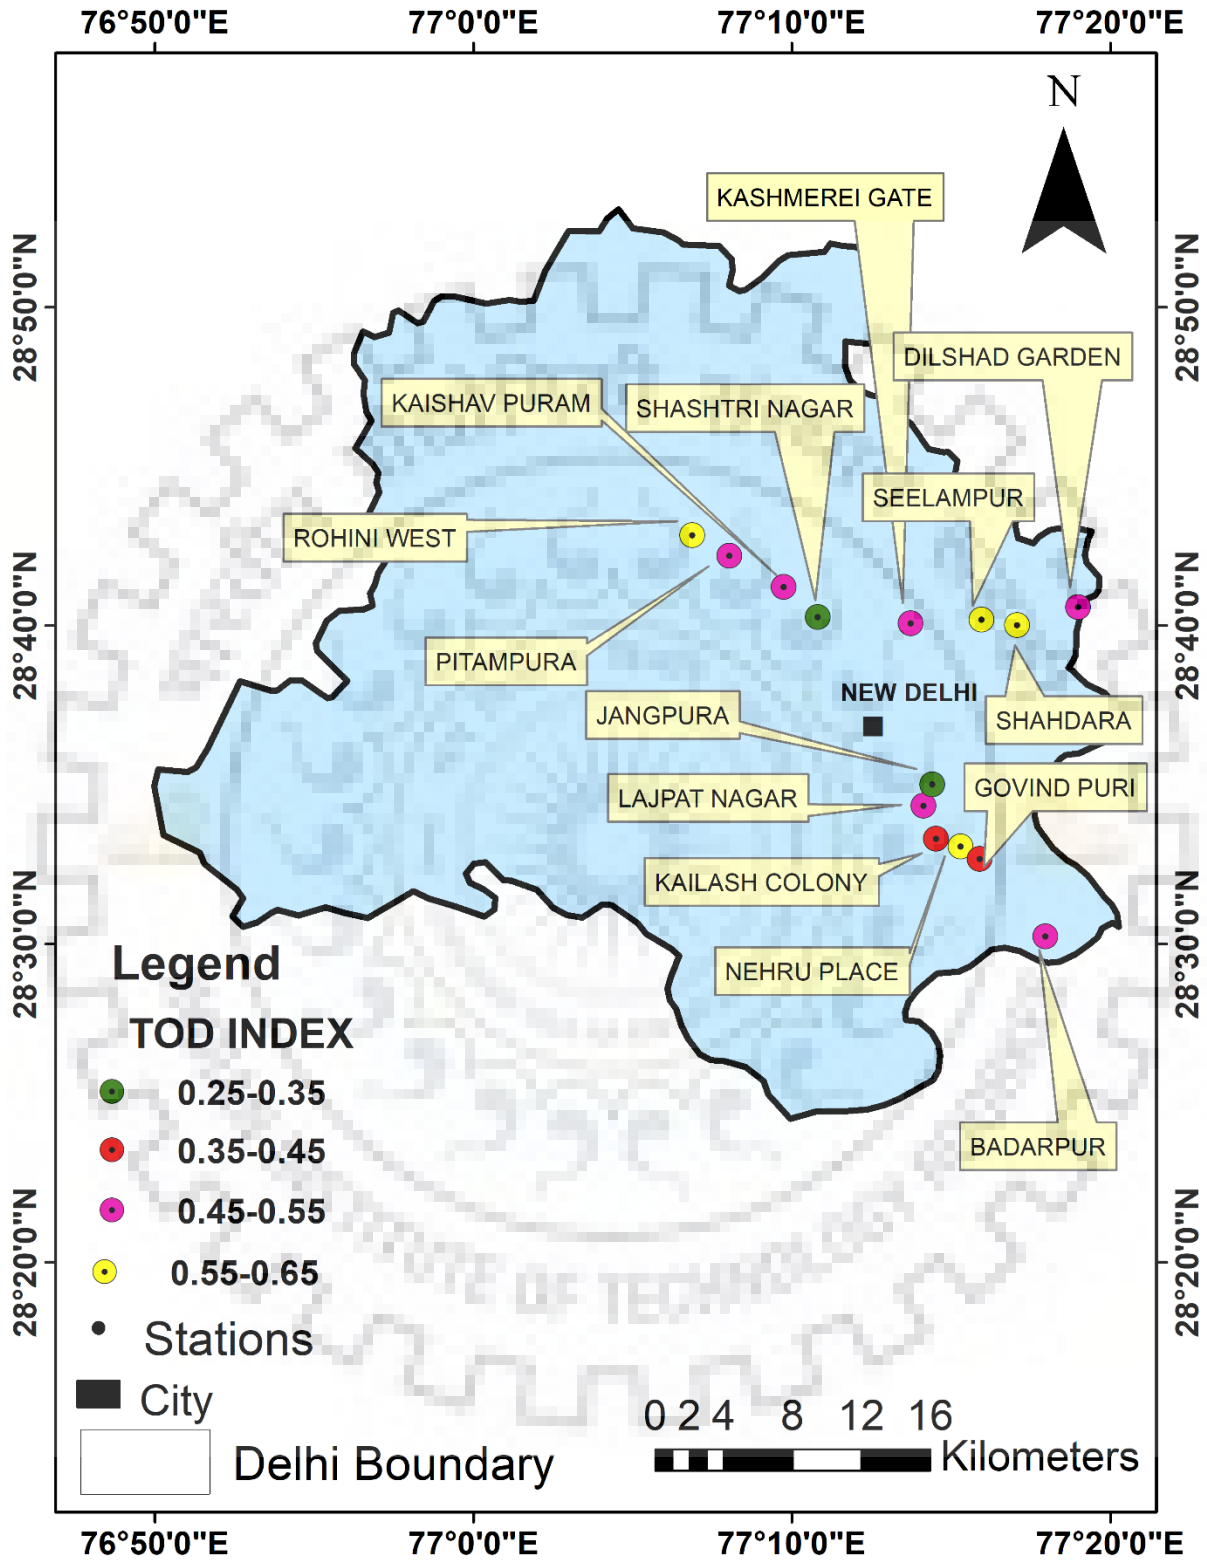 76°50'0"E 77°0'0"E 77°10'0"E 77°20'0"E
N
KASHMEREI GATE
28°50'0"N
28°50'0"N
DILSHAD GARDEN
KAISHAV PURAM
SHASHTRI NAGAR
SEELAMPUR
ROHINI WEST
28°40'0"N
28°40'0"N
PITAMPURA
NEW DELHI
JANGPURA
SHAHDARA
LAJPAT NAGAR
GOVIND PURI
KAILASH COLONY
28°30'0"N
28°30'0"N
NEHRU PLACE
BADARPUR
Legend
TOD INDEX
0.25-0.35
0.35-0.45
0.45-0.55
0.55-0.65
28°20'0"N
28°20'0"N
OF TECHN
Stations
City
Delhi Boundary
0 2 4 8 12 16
Kilometers
76°50'0"E 77°0'0"E 77°10'0"E 77°20'0"E